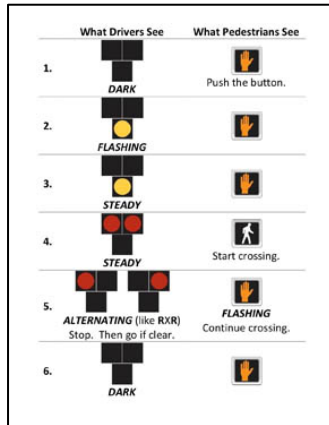 What Drivers See What Pedestrians See
1.
DARK
Push the button.
2.
FLASHING
3.
STEADY
4.
STEADY
Start crossing.
5.
ALTERNATING (like RXR)
Stop. Then go if clear.
FLASHING
Continue crossing.
6.
DARK